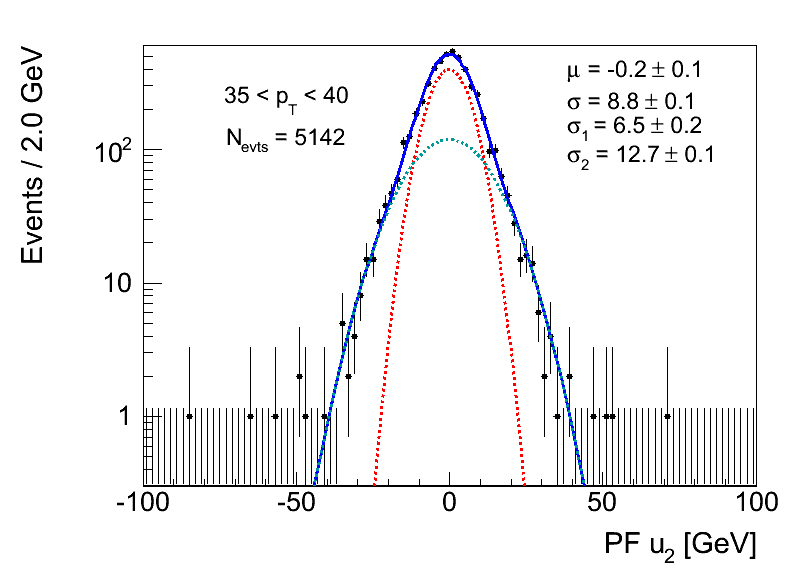 Events / 2.0 GeV
35 < p_T < 40
N_evts = 5142
μ = -0.2 ± 0.1
σ = 8.8 ± 0.1
σ_1 = 6.5 ± 0.2
σ_2 = 12.7 ± 0.1
10^2
10
1
-100 -50 0 50 100
PF u_2 [GeV]